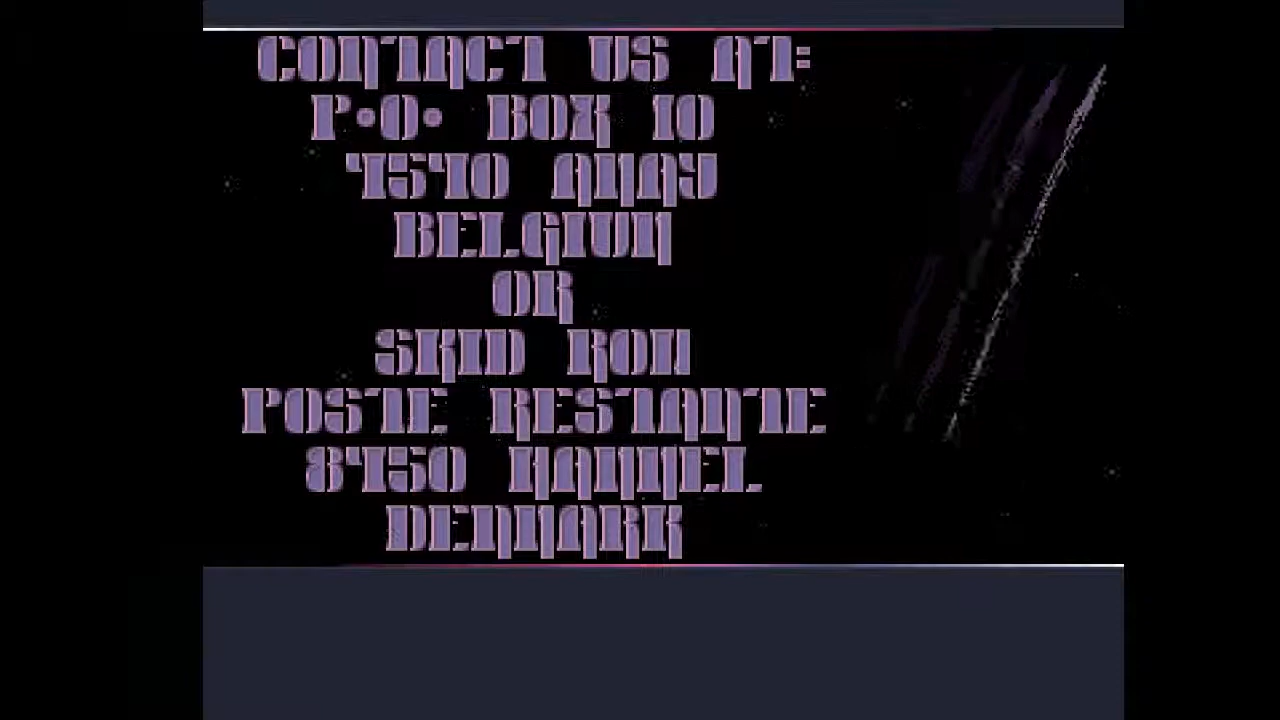 CONTACT US AT:
P.O. BOX 10
4540 AMAY
BELGIUM
OR
SKID ROW
POSTE RESTANTE
8450 HAMMEL
DENMARK